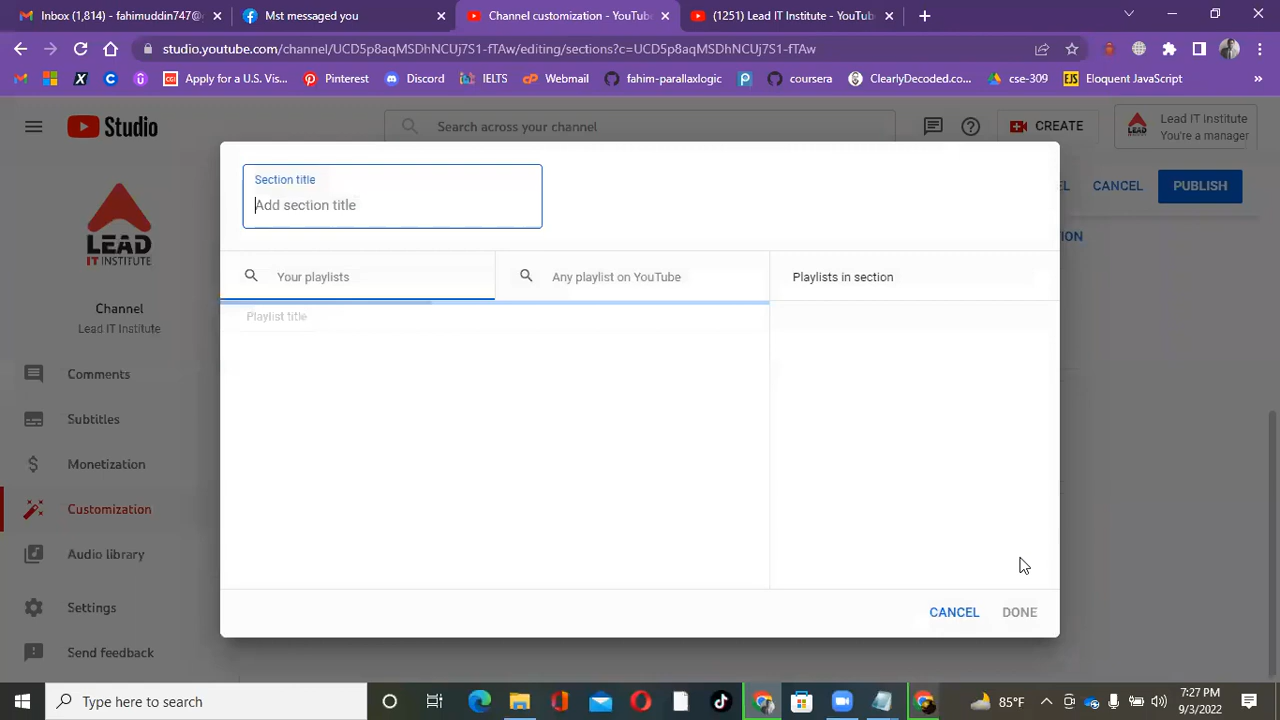 Inbox (1,814) - fahimuddin747@
Mst messaged you
Channel customization - YouTube
(1251) Lead IT Institute - YouTube
studio.youtube.com/channel/UCD5p8aqMSDhNCUj7S1-fTAw/editing/sections?c=UCD5p8aqMSDhNCUj7S1-fTAw
Apply for a U.S. Vis...
Pinterest
Discord
IELTS
Webmail
fahim-parallaxlogic
coursera
ClearlyDecoded.co...
cse-309
EJS
Eloquent JavaScript
Studio
Search across your channel
CREATE
Lead IT Institute
You're a manager
CANCEL
PUBLISH
Section title
Add section title
LEAD
IT INSTITUTE
Your playlists
Any playlist on YouTube
Playlists in section
Playlist title
Channel
Lead IT Institute
Comments
Subtitles
Monetization
Customization
Audio library
Settings
Send feedback
CANCEL
DONE
Type here to search
85°F
7:27 PM
9/3/2022